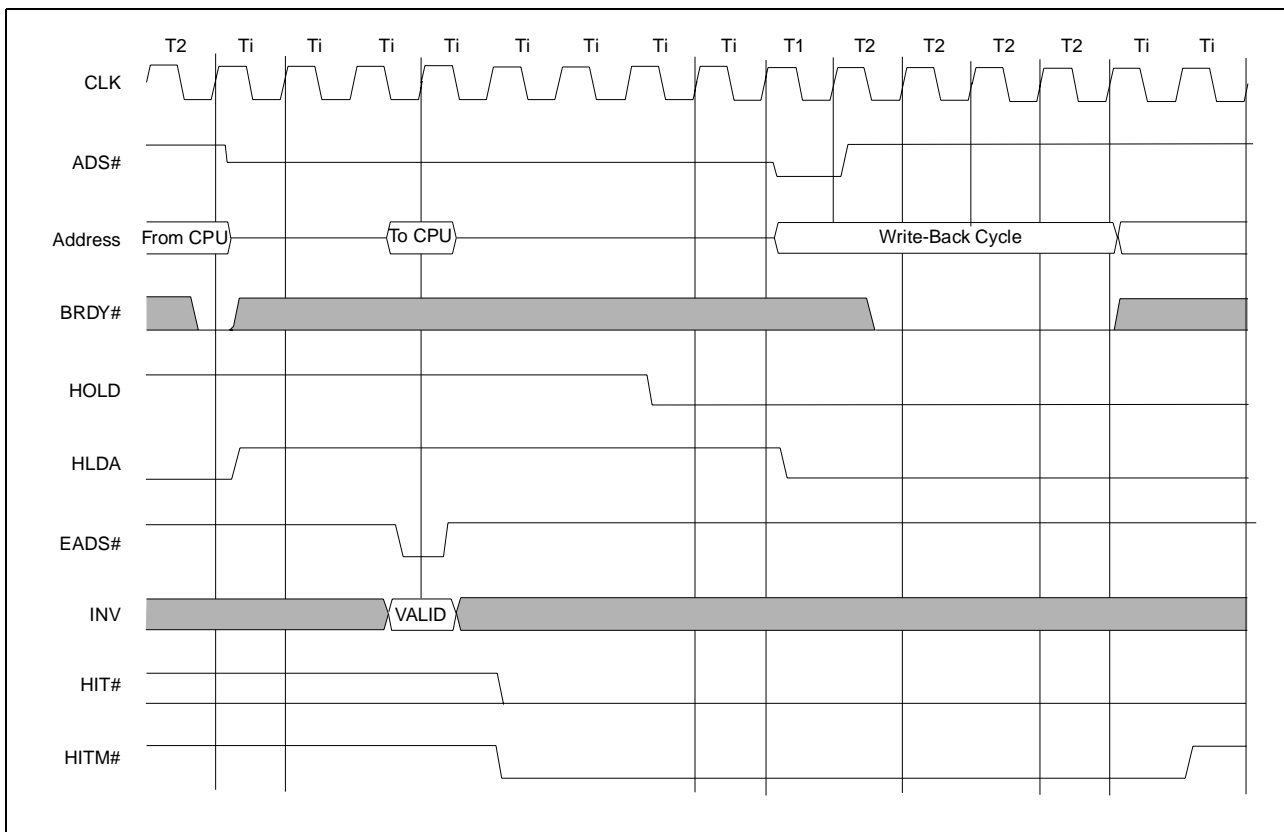 T2 Ti Ti Ti Ti Ti Ti Ti Ti T1 T2 T2 T2 T2 Ti Ti
CLK
ADS#
Address From CPU To CPU Write-Back Cycle
BRDY#
HOLD
HLDA
EADS#
INV VALID
HIT#
HITM#